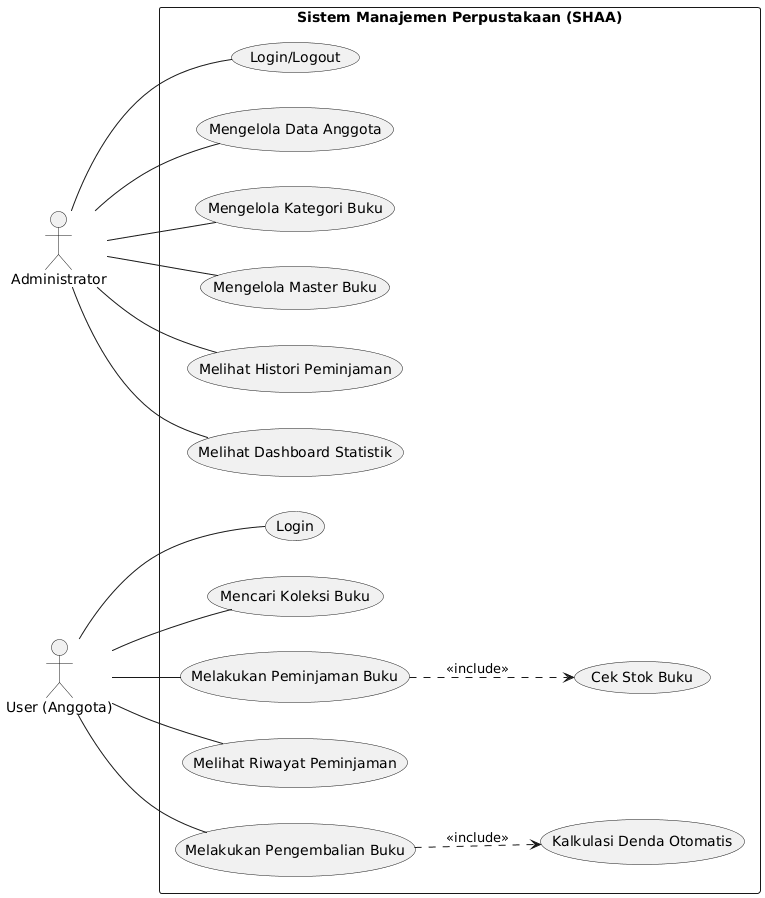 Sistem Manajemen Perpustakaan (SHAA)
Login/Logout
Mengelola Data Anggota
Mengelola Kategori Buku
Administrator
Mengelola Master Buku
Melihat Histori Peminjaman
Melihat Dashboard Statistik
Login
Mencari Koleksi Buku
Melakukan Peminjaman Buku
«include»
Cek Stok Buku
User (Anggota)
Melihat Riwayat Peminjaman
Melakukan Pengembalian Buku
«include»
Kalkulasi Denda Otomatis